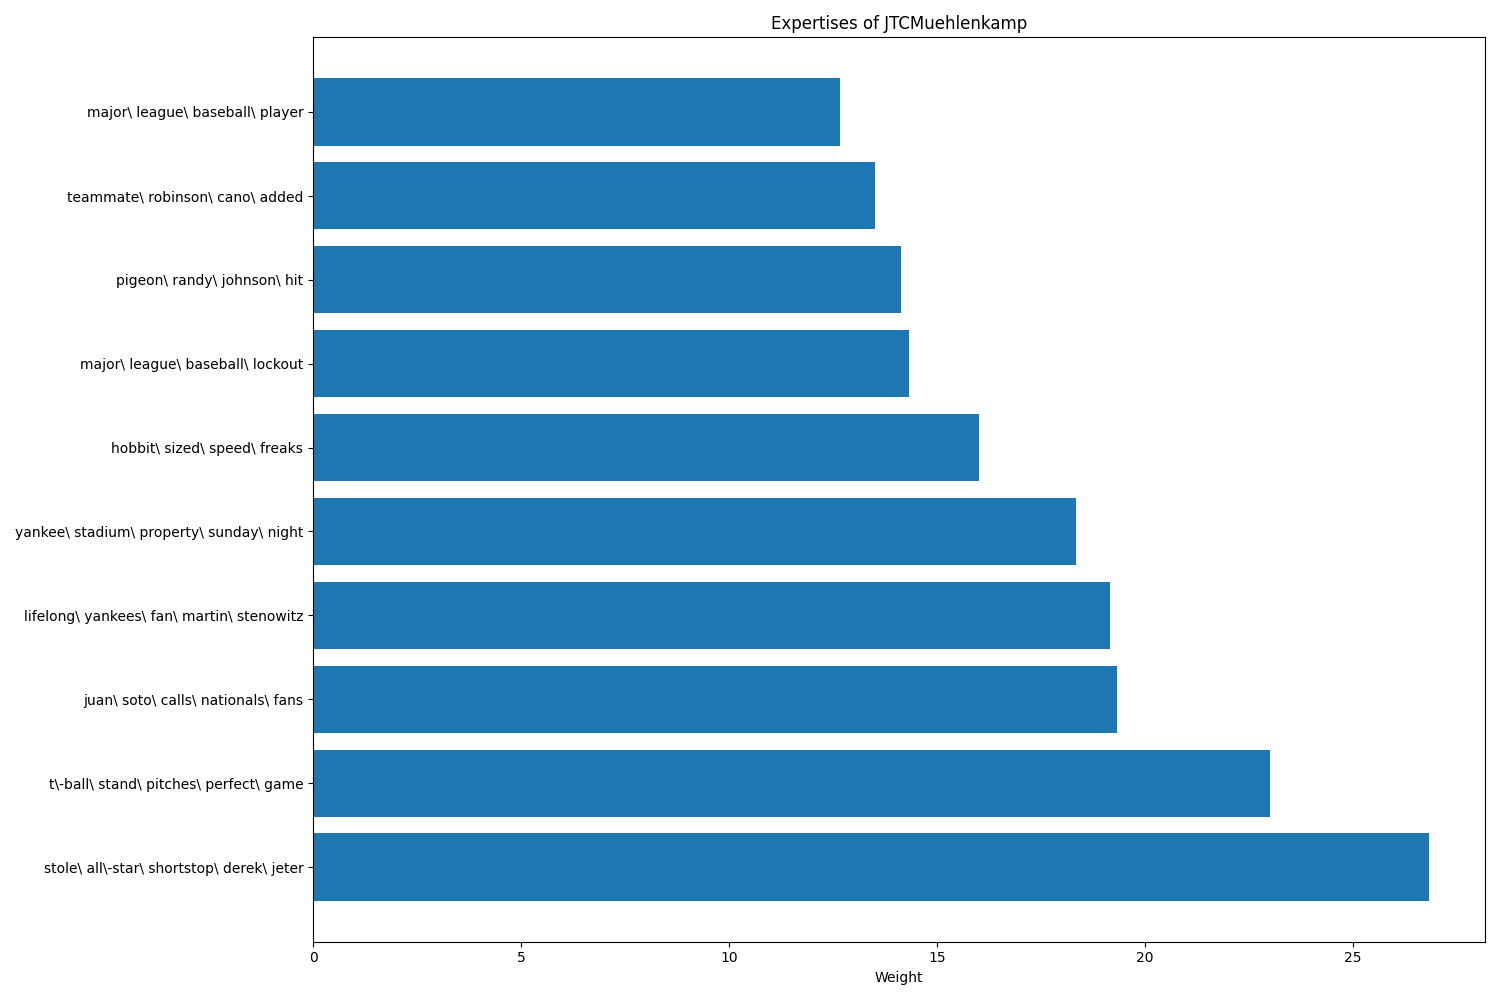 Expertises of JTCMuehlenkamp
major\ league\ baseball\ player
teammate\ robinson\ cano\ added
pigeon\ randy\ johnson\ hit
major\ league\ baseball\ lockout
hobbit\ sized\ speed\ freaks
yankee\ stadium\ property\ sunday\ night
lifelong\ yankees\ fan\ martin\ stenowitz
juan\ soto\ calls\ nationals\ fans
t\-ball\ stand\ pitches\ perfect\ game
stole\ all\-star\ shortstop\ derek\ jeter
0 5 10 15 20 25
Weight